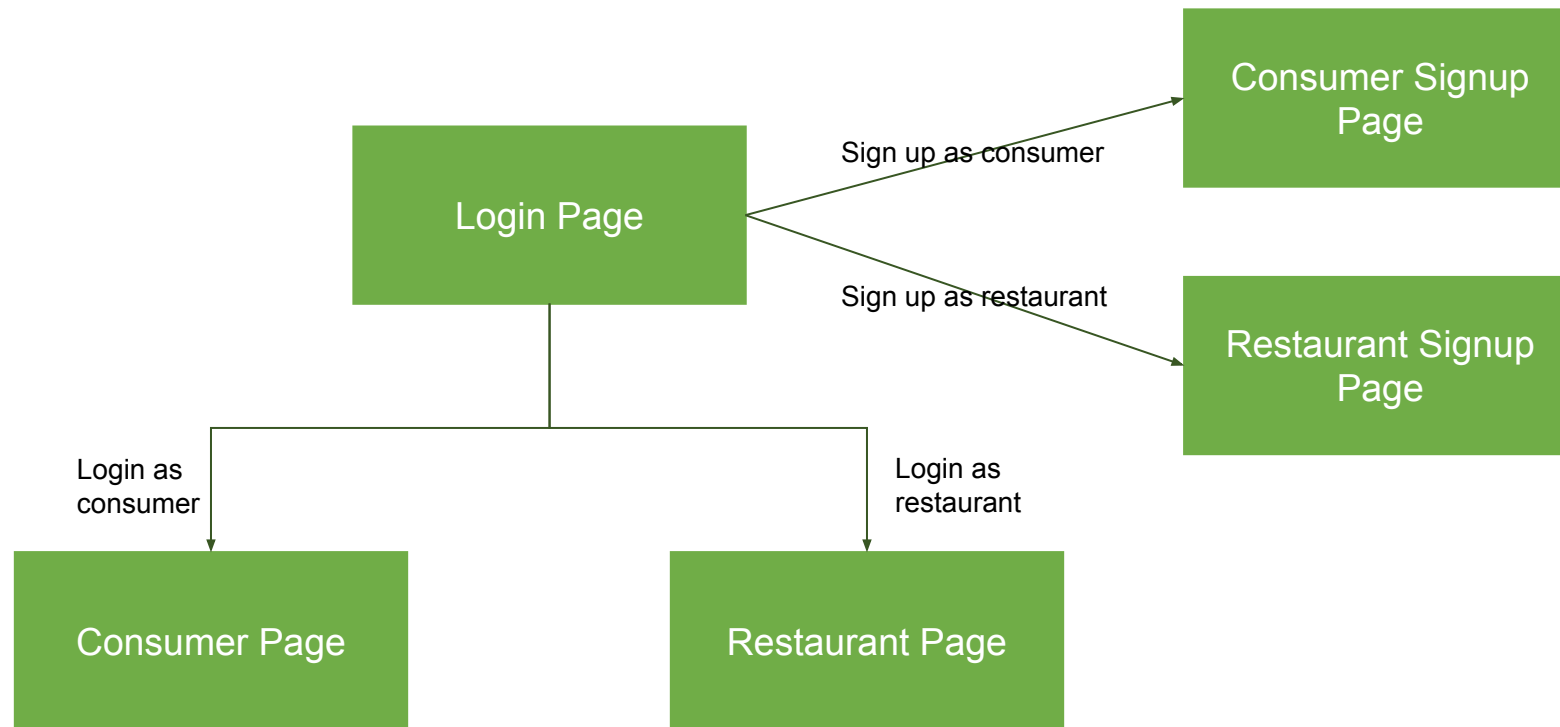 Consumer Signup
Page
Sign up as consumer
Login Page
Sign up as restaurant
Restaurant Signup
Page
Login as
consumer
Login as
restaurant
Consumer Page
Restaurant Page